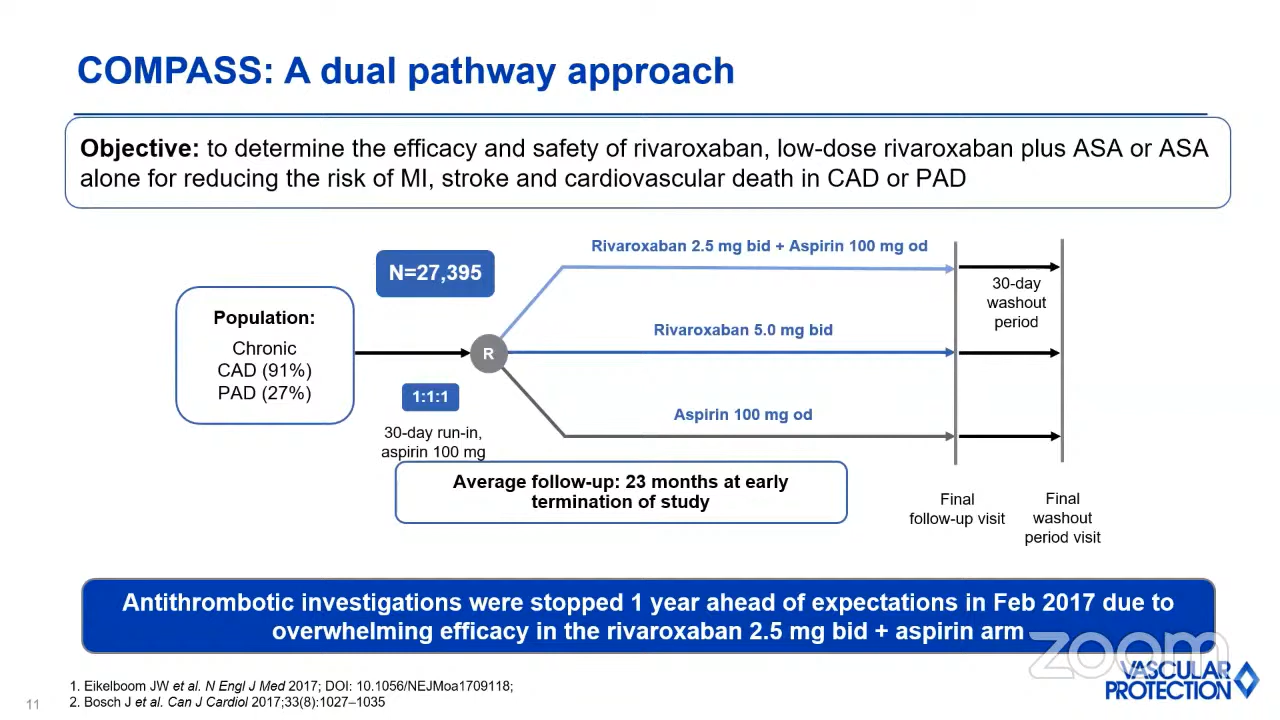 COMPASS: A dual pathway approach
Objective: to determine the efficacy and safety of rivaroxaban, low-dose rivaroxaban plus ASA or ASA
alone for reducing the risk of MI, stroke and cardiovascular death in CAD or PAD
N=27,395
Population:
Chronic
CAD (91%)
PAD (27%)
R
1:1:1
30-day run-in,
aspirin 100 mg
Rivaroxaban 2.5 mg bid + Aspirin 100 mg od
Rivaroxaban 5.0 mg bid
Aspirin 100 mg od
30-day
washout
period
Average follow-up: 23 months at early
termination of study
Final
follow-up visit
Final
washout
period visit
Antithrombotic investigations were stopped 1 year ahead of expectations in Feb 2017 due to
overwhelming efficacy in the rivaroxaban 2.5 mg bid + aspirin arm
zoom
VASCULAR
PROTECTION
1. Eikelboom JW et al. N Engl J Med 2017; DOI: 10.1056/NEJMoa1709118;
2. Bosch J et al. Can J Cardiol 2017;33(8):1027–1035
11